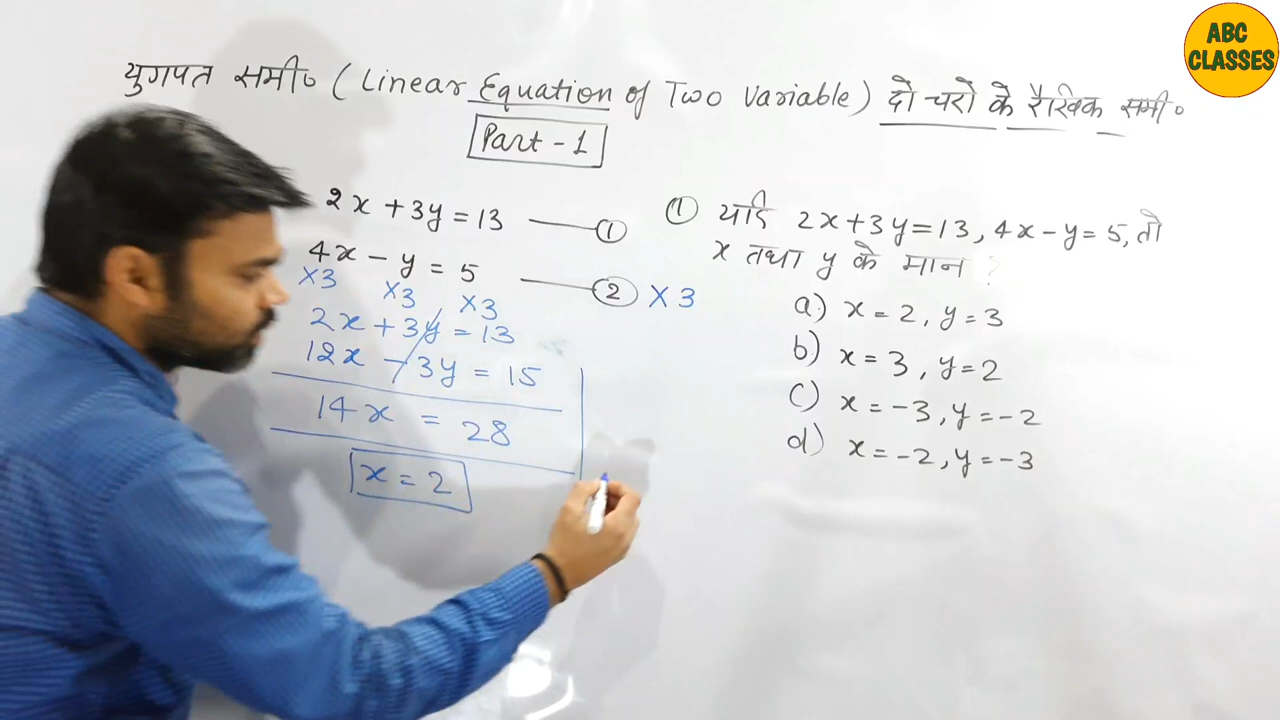 ABC
CLASSES
युगपत समी॰ (Linear Equation of Two Variable) दो चरों के रैखिक समी॰
Part - 1
2x + 3y = 13 — ①
4x - y = 5 — ② ×3
×3 ×3 ×3
2x + 3y = 13
12x - 3y = 15
14x = 28
x = 2
① यदि 2x + 3y = 13, 4x - y = 5, तो
x तथा y के मान ?
a) x = 2, y = 3
b) x = 3, y = 2
c) x = -3, y = -2
d) x = -2, y = -3